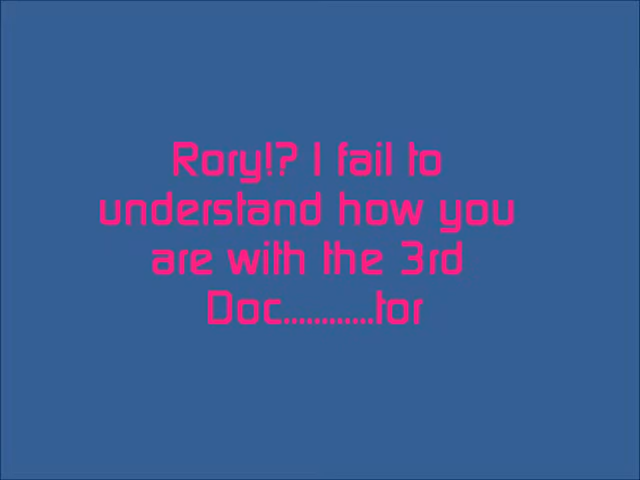 Rory!? I fail to
understand how you
are with the 3rd
Doc............tor